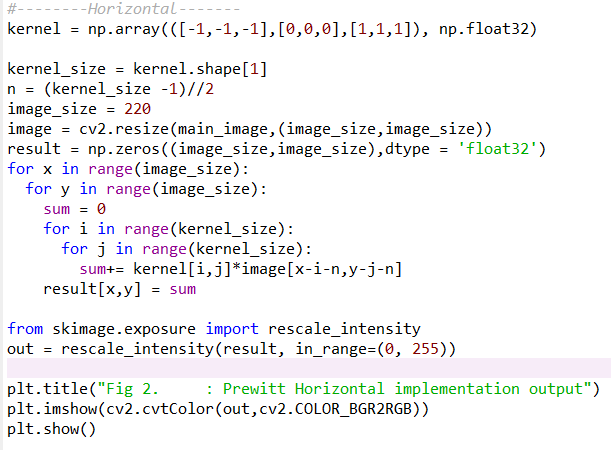 #--------Horizontal-------
kernel = np.array(([-1,-1,-1],[0,0,0],[1,1,1]), np.float32)

kernel_size = kernel.shape[1]
n = (kernel_size -1)//2
image_size = 220
image = cv2.resize(main_image,(image_size,image_size))
result = np.zeros((image_size,image_size),dtype = 'float32')
for x in range(image_size):
  for y in range(image_size):
    sum = 0
    for i in range(kernel_size):
      for j in range(kernel_size):
        sum+= kernel[i,j]*image[x-i-n,y-j-n]
    result[x,y] = sum

from skimage.exposure import rescale_intensity
out = rescale_intensity(result, in_range=(0, 255))

plt.title("Fig 2.     : Prewitt Horizontal implementation output")
plt.imshow(cv2.cvtColor(out,cv2.COLOR_BGR2RGB))
plt.show()